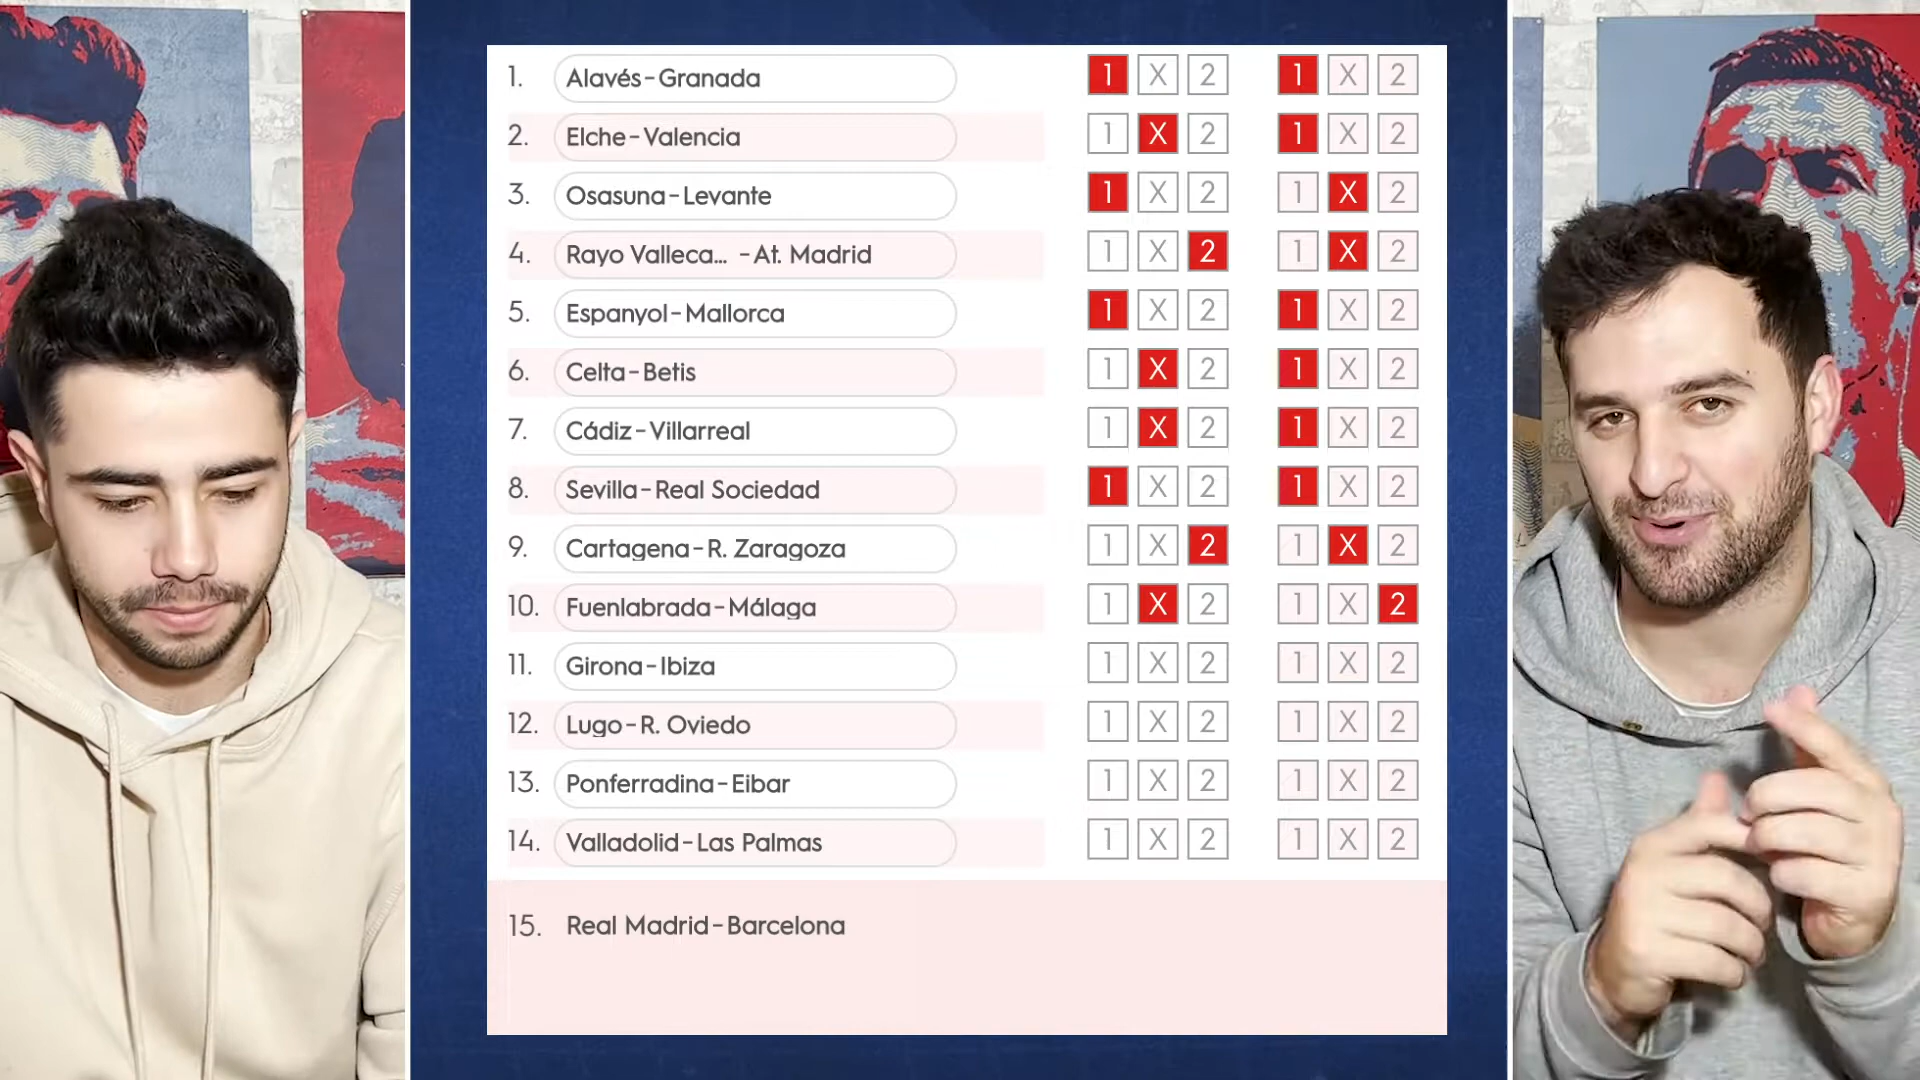 1. Alavés-Granada 1 X 2 1 X 2
2. Elche-Valencia 1 X 2 1 X 2
3. Osasuna-Levante 1 X 2 1 X 2
4. Rayo Valleca... -At. Madrid 1 X 2 1 X 2
5. Espanyol-Mallorca 1 X 2 1 X 2
6. Celta-Betis 1 X 2 1 X 2
7. Cádiz-Villarreal 1 X 2 1 X 2
8. Sevilla-Real Sociedad 1 X 2 1 X 2
9. Cartagena-R. Zaragoza 1 X 2 1 X 2
10. Fuenlabrada-Málaga 1 X 2 1 X 2
11. Girona-Ibiza 1 X 2 1 X 2
12. Lugo-R. Oviedo 1 X 2 1 X 2
13. Ponferradina-Eibar 1 X 2 1 X 2
14. Valladolid-Las Palmas 1 X 2 1 X 2
15. Real Madrid-Barcelona